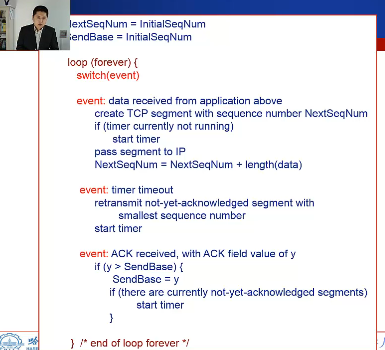 NextSeqNum = InitialSeqNum
SendBase = InitialSeqNum
loop (forever) {
switch(event)
event: data received from application above
create TCP segment with sequence number NextSeqNum
if (timer currently not running)
start timer
pass segment to IP
NextSeqNum = NextSeqNum + length(data)
event: timer timeout
retransmit not-yet-acknowledged segment with
smallest sequence number
start timer
event: ACK received, with ACK field value of y
if (y > SendBase) {
SendBase = y
if (there are currently not-yet-acknowledged segments)
start timer
}
} /* end of loop forever */